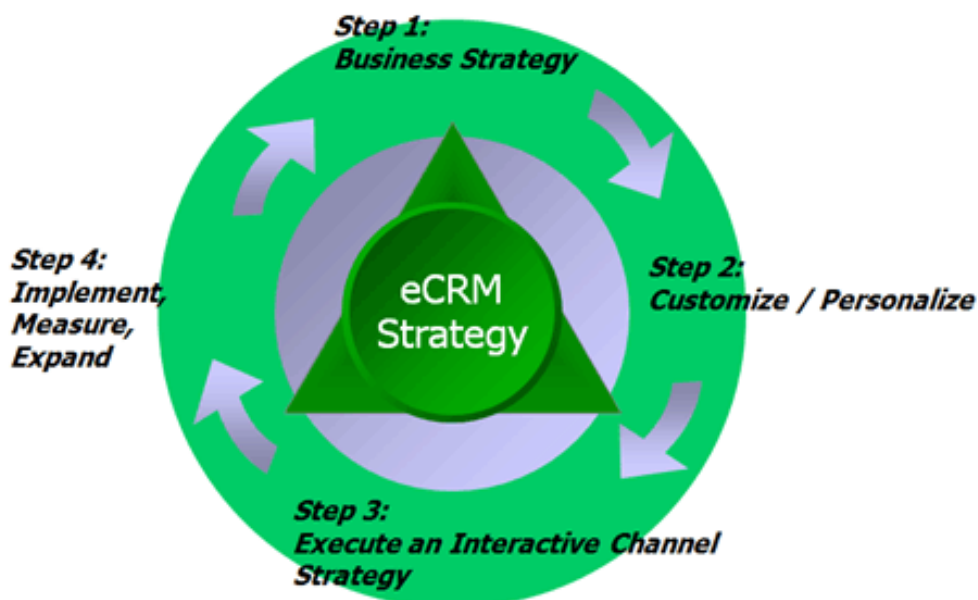 Step 1:
Business Strategy
Step 2:
Customize / Personalize
Step 3:
Execute an Interactive Channel
Strategy
Step 4:
Implement,
Measure,
Expand
eCRM
Strategy